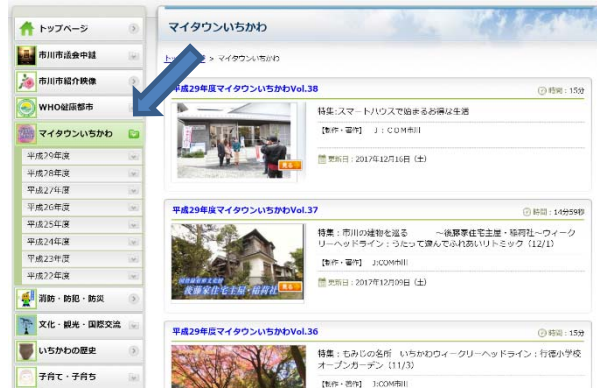 トップページ
市川市議会中継
市川市紹介映像
WHO健康都市
マイタウンいちかわ
平成29年度
平成28年度
平成27年度
平成26年度
平成25年度
平成24年度
平成23年度
平成22年度
消防・防犯・防災
文化・観光・国際交流
いちかわの歴史
子育て・子育ち
マイタウンいちかわ
> マイタウンいちかわ
平成29年度マイタウンいちかわVol.38
時間：15分
特集:スマートハウスで始まるお得な生活
【制作・著作】 J：COM市川
更新日：2017年12月16日（土）
見る
平成29年度マイタウンいちかわVol.37
時間：14分59秒
特集：市川の建物を巡る ～後藤家住宅主屋・稲荷社～ウィーク
リーヘッドライン：うたって遊んでふれあいリトミック（12/1）
【制作・著作】 J:COM市川
更新日：2017年12月09日（土）
国登録有形文化財
後藤家住宅主屋・稲荷社
見る
平成29年度マイタウンいちかわVol.36
時間：15分
特集：もみじの名所 いちかわウィークリーヘッドライン：行徳小学校
オープンガーデン（11/3）
【制作・著作】 J:COM市川